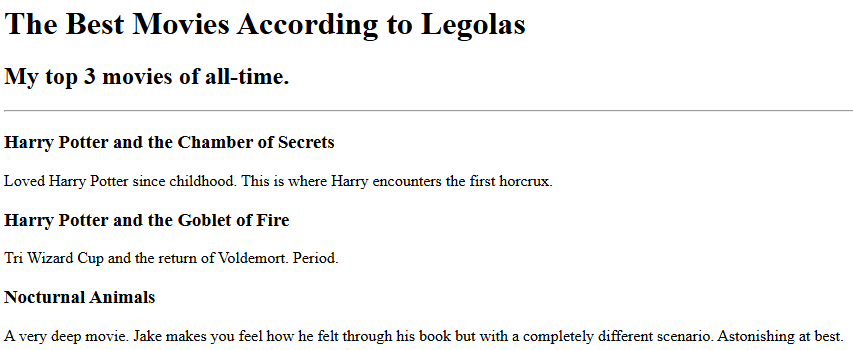 The Best Movies According to Legolas
My top 3 movies of all-time.
Harry Potter and the Chamber of Secrets
Loved Harry Potter since childhood. This is where Harry encounters the first horcrux.
Harry Potter and the Goblet of Fire
Tri Wizard Cup and the return of Voldemort. Period.
Nocturnal Animals
A very deep movie. Jake makes you feel how he felt through his book but with a completely different scenario. Astonishing at best.